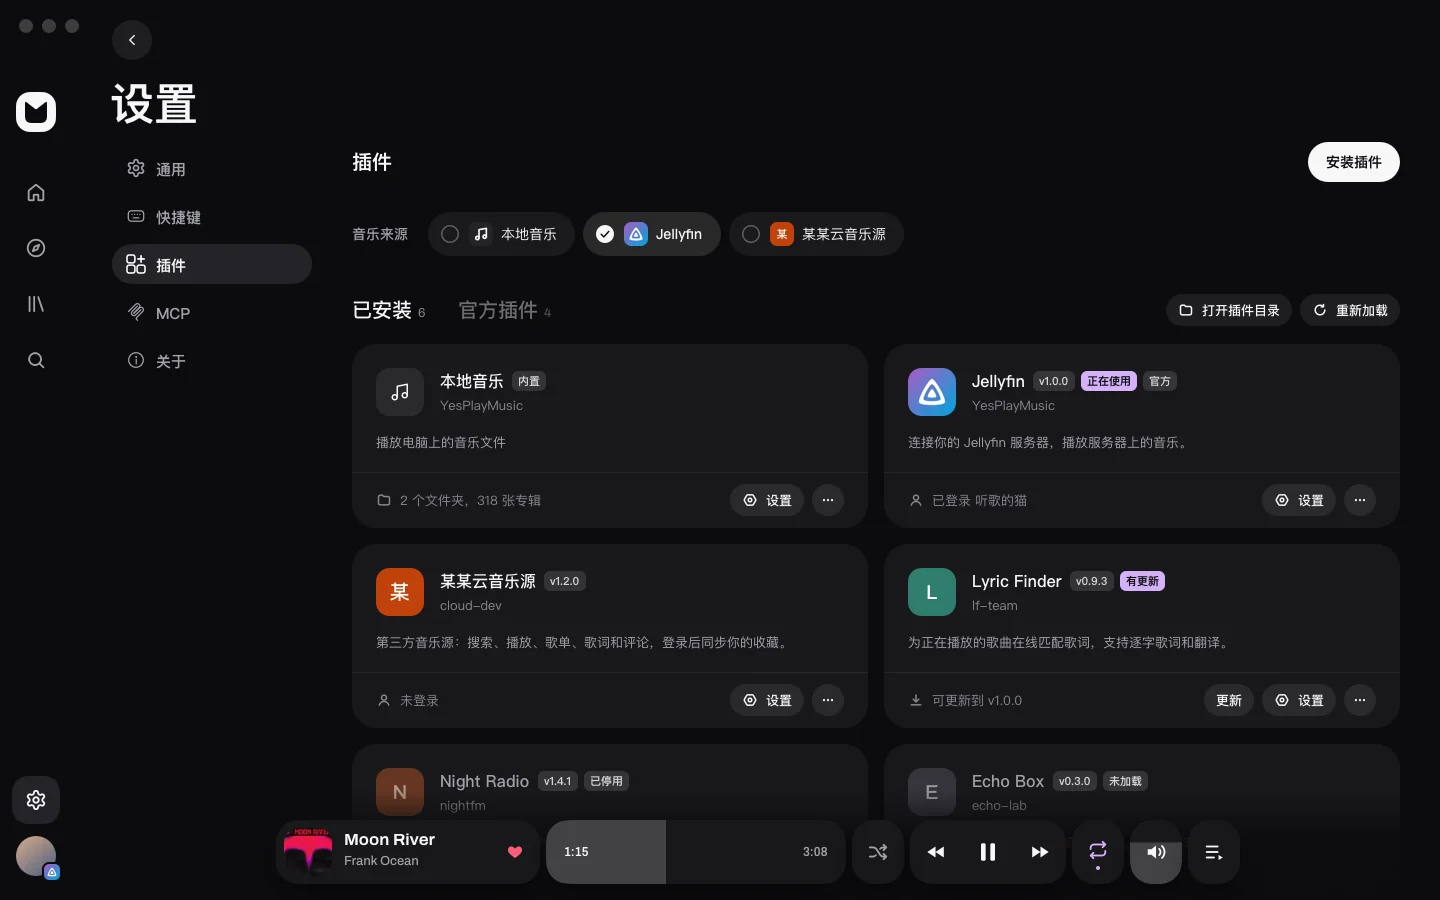 设置
通用
快捷键
插件
MCP
关于
插件
安装插件
音乐来源
本地音乐
Jellyfin
某
某某云音乐源
已安装 6
官方插件 4
打开插件目录
重新加载
本地音乐 内置
YesPlayMusic
播放电脑上的音乐文件
2 个文件夹，318 张专辑
设置
Jellyfin v1.0.0 正在使用 官方
YesPlayMusic
连接你的 Jellyfin 服务器，播放服务器上的音乐。
已登录 听歌的猫
设置
某
某某云音乐源 v1.2.0
cloud-dev
第三方音乐源：搜索、播放、歌单、歌词和评论，登录后同步你的收藏。
未登录
设置
L
Lyric Finder v0.9.3 有更新
lf-team
为正在播放的歌曲在线匹配歌词，支持逐字歌词和翻译。
可更新到 v1.0.0
更新
设置
N
Night Radio v1.4.1 已停用
nightfm
E
Echo Box v0.3.0 未加载
echo-lab
Moon River
Frank Ocean
1:15
3:08